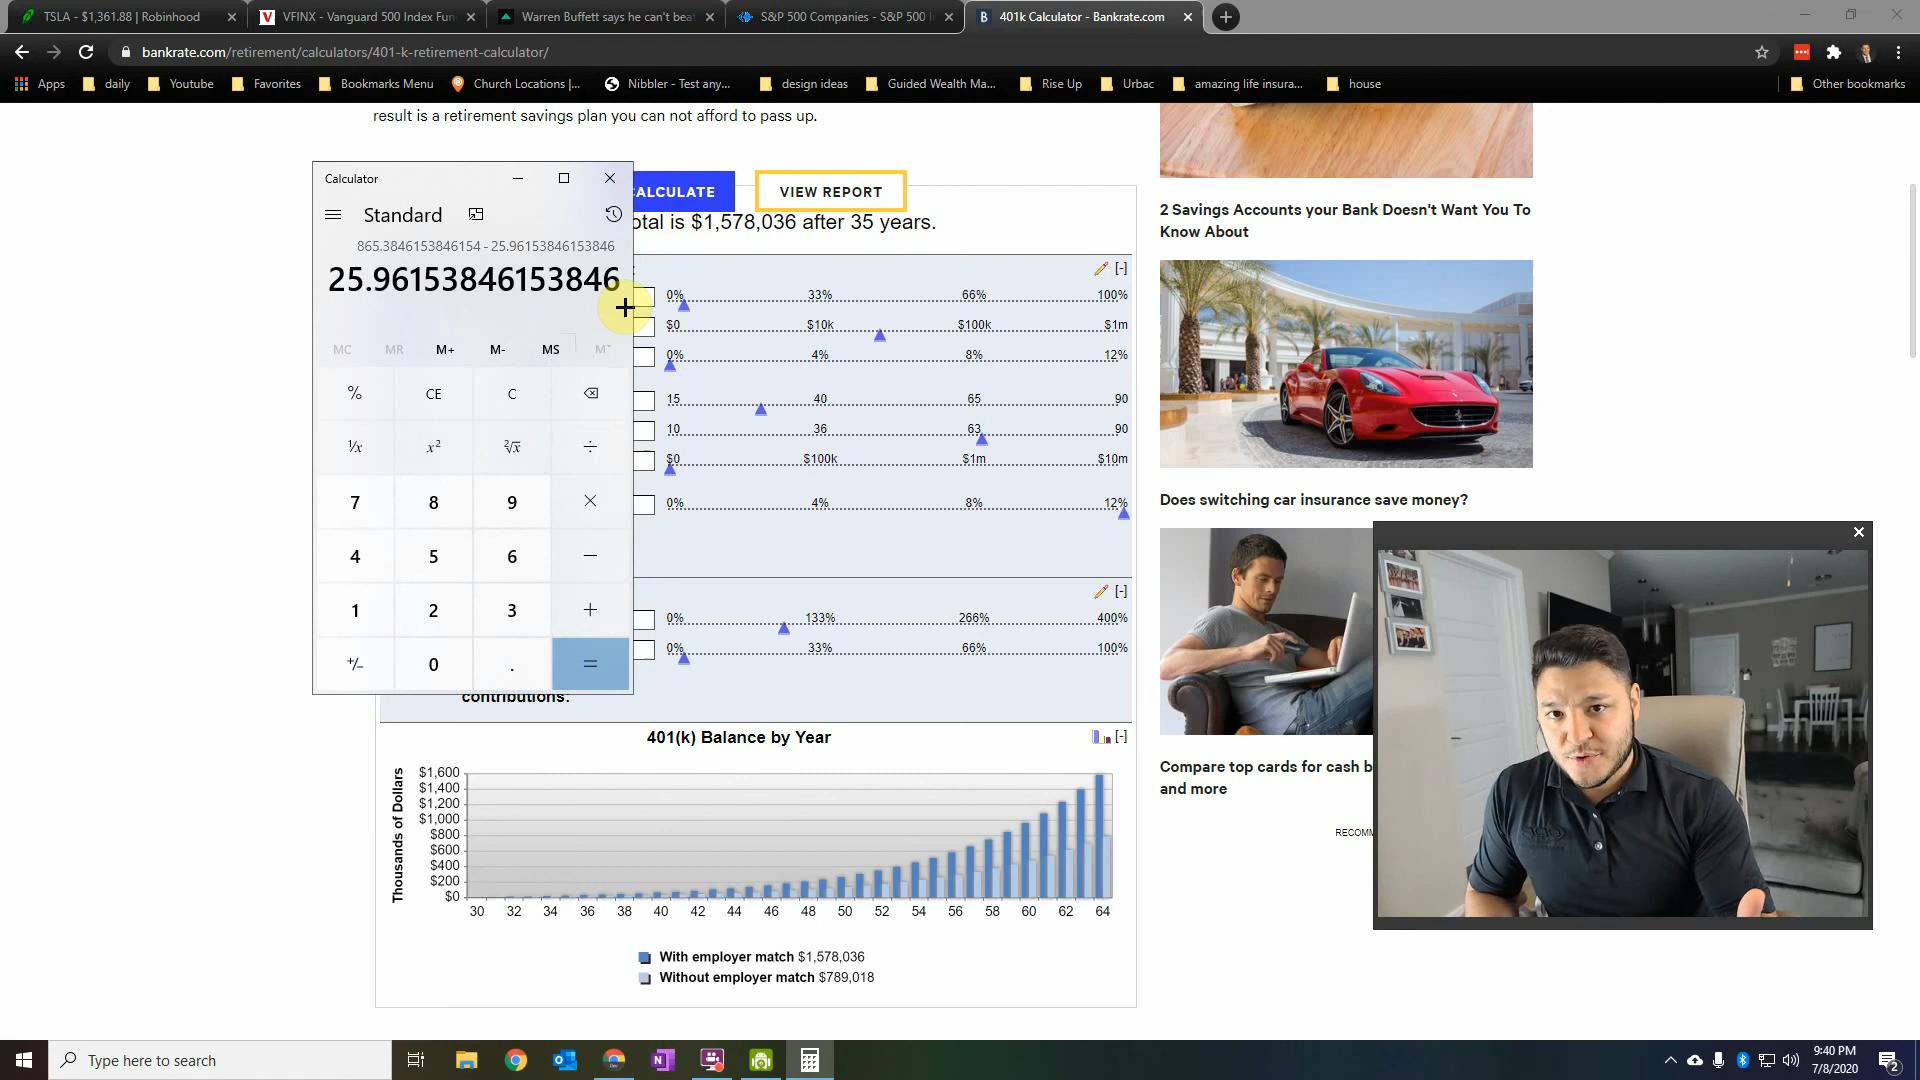 TSLA - $1,361.88 | Robinhood
VFINX - Vanguard 500 Index Fun
Warren Buffett says he can't beat
S&P 500 Companies - S&P 500 I
B 401k Calculator - Bankrate.com
bankrate.com/retirement/calculators/401-k-retirement-calculator/
Apps
daily
Youtube
Favorites
Bookmarks Menu
Church Locations |...
Nibbler - Test any...
design ideas
Guided Wealth Ma...
Rise Up
Urbac
amazing life insura...
house
Other bookmarks
result is a retirement savings plan you can not afford to pass up.
Calculator
Standard
865.3846153846154 - 25.96153846153846
25.96153846153846
MC MR M+ M- MS
% CE C
1/x x² ²√x ÷
7 8 9 ×
4 5 6 −
1 2 3 +
+/− 0 . =
ALCULATE
VIEW REPORT
otal is $1,578,036 after 35 years.
[-]
0% 33% 66% 100%
$0 $10k $100k $1m
0% 4% 8% 12%
15 40 65 90
10 36 63 90
$0 $100k $1m $10m
0% 4% 8% 12%
[-]
0% 133% 266% 400%
0% 33% 66% 100%
contributions:
401(k) Balance by Year
[-]
Thousands of Dollars
$1,600
$1,400
$1,200
$1,000
$800
$600
$400
$200
$0
30 32 34 36 38 40 42 44 46 48 50 52 54 56 58 60 62 64
With employer match $1,578,036
Without employer match $789,018
2 Savings Accounts your Bank Doesn't Want You To
Know About
Does switching car insurance save money?
Compare top cards for cash b
and more
RECOMM
Type here to search
9:40 PM
7/8/2020
2